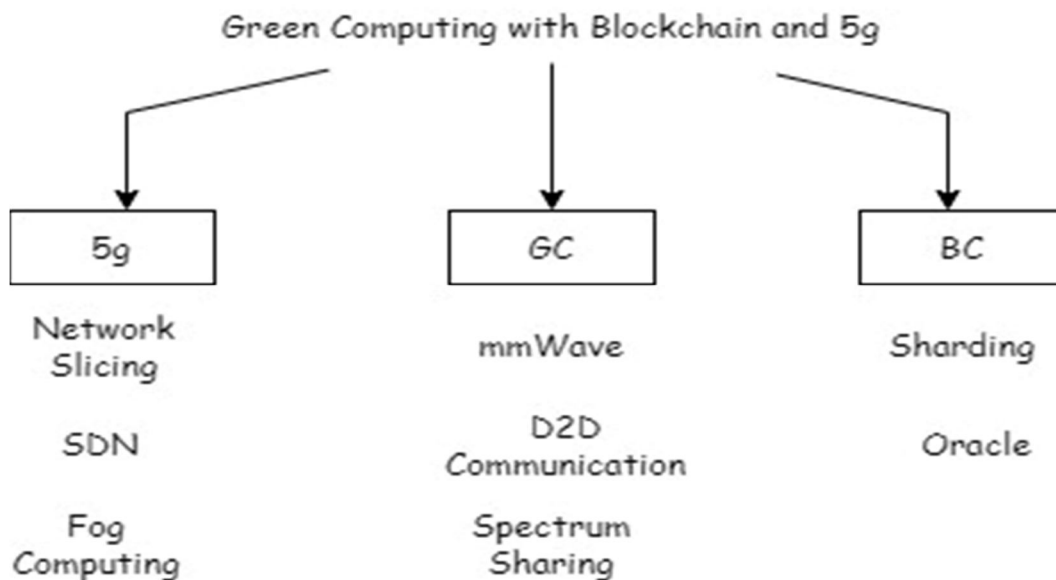 Green Computing with Blockchain and 5g
5g
GC
BC
Network
Slicing
mmWave
Sharding
SDN
D2D
Communication
Oracle
Fog
Computing
Spectrum
Sharing